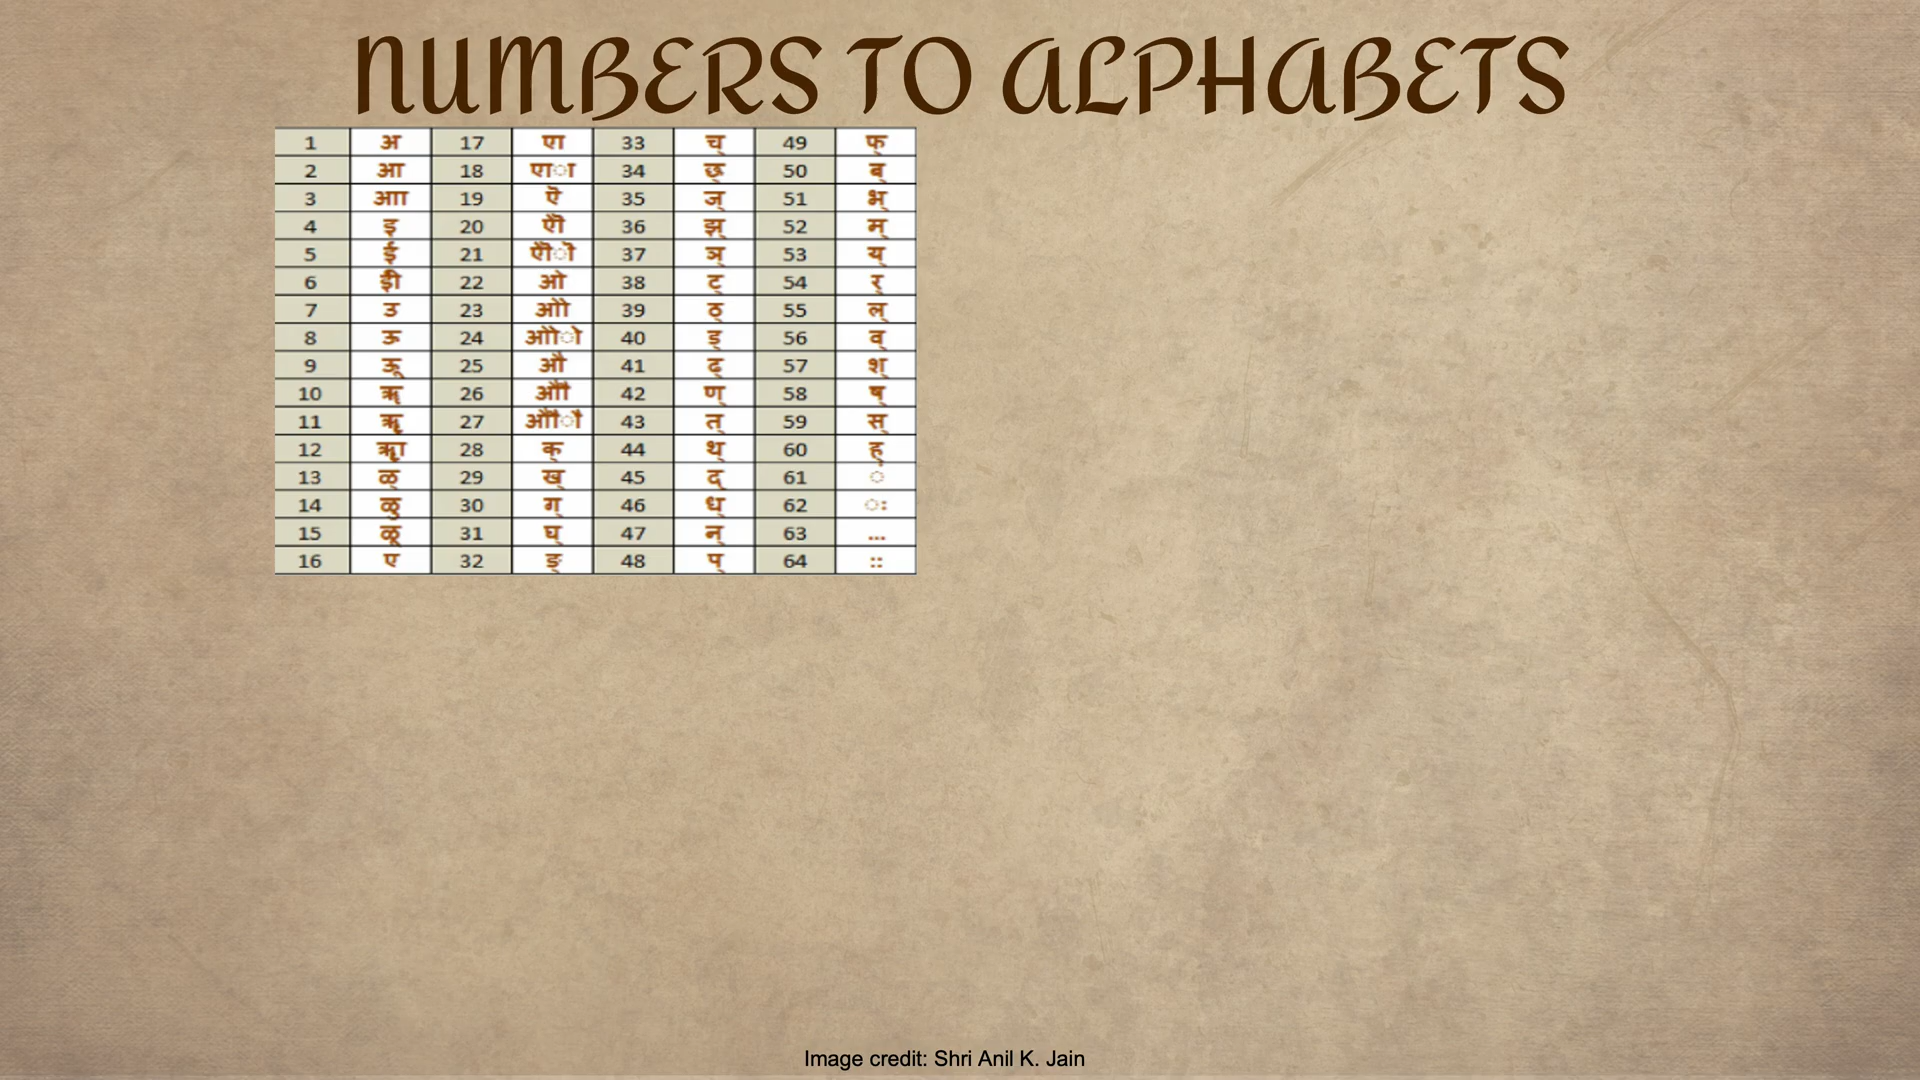 NUMBERS TO ALPHABETS
1 अ 17 एा 33 च् 49 फ्
2 आ 18 एाा 34 छ् 50 ब्
3 आा 19 ऐ 35 ज् 51 भ्
4 इ 20 ऐो 36 झ् 52 म्
5 ई 21 37 ञ् 53 य्
6 ईी 22 ओ 38 ट् 54 र्
7 उ 23 ओो 39 ठ् 55 ल्
8 ऊ 24 ओोो 40 ड् 56 व्
9 ऊू 25 औ 41 ढ् 57 श्
10 26 औौ 42 ण् 58 ष्
11 27 औौौ 43 त् 59 स्
12 28 क् 44 थ् 60 ह्
13 ळ् 29 ख् 45 द् 61 ं
14 ळु 30 ग् 46 ध् 62 ः
15 ळू 31 घ् 47 न् 63 ...
16 ए 32 ङ् 48 प् 64 ::
Image credit: Shri Anil K. Jain